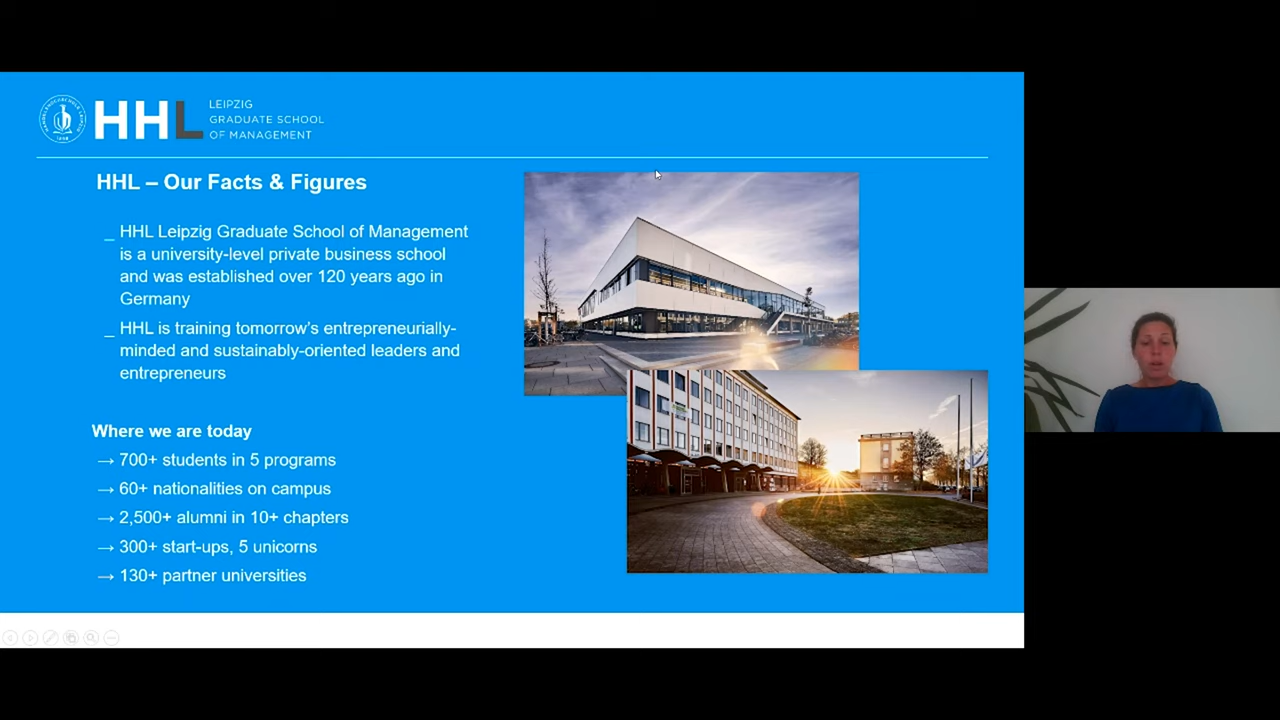 HHL
LEIPZIG
GRADUATE SCHOOL
OF MANAGEMENT
HHL – Our Facts & Figures
_ HHL Leipzig Graduate School of Management
is a university-level private business school
and was established over 120 years ago in
Germany
_ HHL is training tomorrow's entrepreneurially-
minded and sustainably-oriented leaders and
entrepreneurs
Where we are today
→ 700+ students in 5 programs
→ 60+ nationalities on campus
→ 2,500+ alumni in 10+ chapters
→ 300+ start-ups, 5 unicorns
→ 130+ partner universities